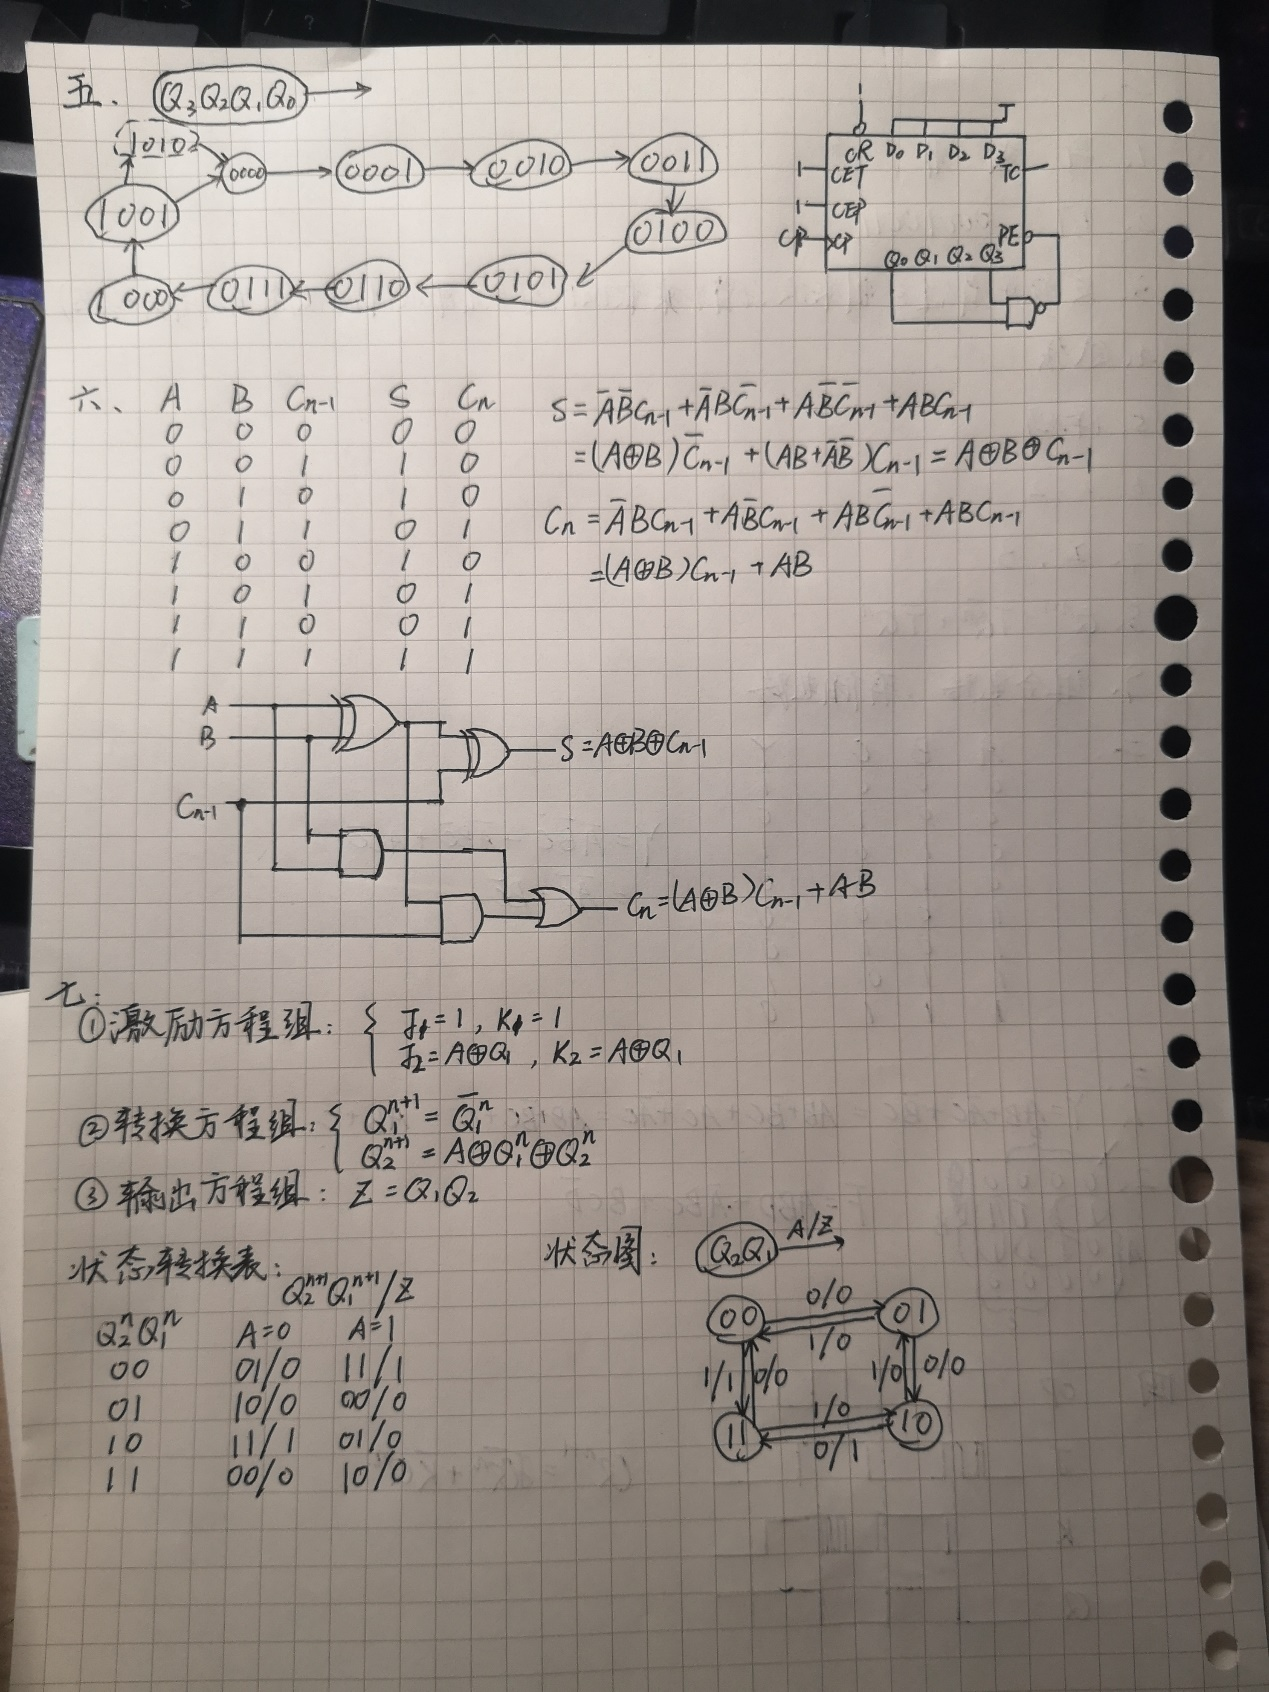 五. Q₃Q₂Q₁Q₀
1010
0000 0001 0010 0011
1001
0100
1000 0111 0110 0101
CR D₀ D₁ D₂ D₃
1 CET TC
1 CEP
CP CP PE
Q₀ Q₁ Q₂ Q₃
六、 A B Cₙ₋₁ S Cₙ
0 0 0 0 0
0 0 1 1 0
0 1 0 1 0
0 1 1 0 1
1 0 0 1 0
1 0 1 0 1
1 1 0 0 1
1 1 1 1 1
S = A̅B̅Cₙ₋₁ + A̅BC̅ₙ₋₁ + AB̅C̅ₙ₋₁ + ABCₙ₋₁
= (A⊕B)C̅ₙ₋₁ + (AB+A̅B̅)Cₙ₋₁ = A⊕B⊕Cₙ₋₁
Cₙ = A̅BCₙ₋₁ + AB̅Cₙ₋₁ + ABC̅ₙ₋₁ + ABCₙ₋₁
=(A⊕B)Cₙ₋₁ + AB
A
B
S=A⊕B⊕Cₙ₋₁
Cₙ₋₁
Cₙ=(A⊕B)Cₙ₋₁+AB
七:
①激励方程组: { J₁=1, K₁=1
J₂=A⊕Q₁, K₂=A⊕Q₁
②转换方程组: { Q₁ⁿ⁺¹ = Q̅₁ⁿ
Q₂ⁿ⁺¹ = A⊕Q₁ⁿ⊕Q₂ⁿ
③输出方程组: Z=Q₁Q₂
状态转换表:
Q₂ⁿ⁺¹Q₁ⁿ⁺¹/Z
Q₂ⁿQ₁ⁿ A=0 A=1
00 01/0 11/1
01 10/0 00/0
10 11/1 01/0
11 00/0 10/0
状态图: Q₂Q₁ A/Z
00 0/0 01
1/0
1/1 0/0 1/0 0/0
11 1/0 10
0/1